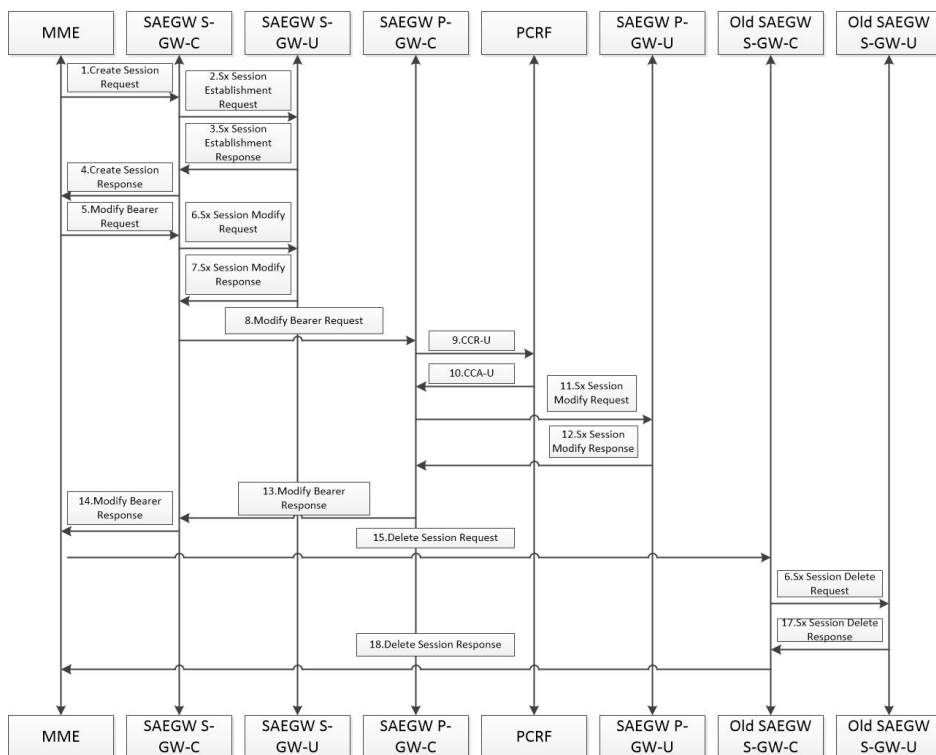 MME
SAEGW S-
GW-C
SAEGW S-
GW-U
SAEGW P-
GW-C
PCRF
SAEGW P-
GW-U
Old SAEGW
S-GW-C
Old SAEGW
S-GW-U
1.Create Session
Request
2.Sx Session
Establishment
Request
3.Sx Session
Establishment
Response
4.Create Session
Response
5.Modify Bearer
Request
6.Sx Session Modify
Request
7.Sx Session Modify
Response
8.Modify Bearer Request
9.CCR-U
10.CCA-U
11.Sx Session
Modify Request
12.Sx Session
Modify Response
13.Modify Bearer
Response
14.Modify Bearer
Response
15.Delete Session Request
6.Sx Session Delete
Request
17.Sx Session Delete
Response
18.Delete Session Response
MME
SAEGW S-
GW-C
SAEGW S-
GW-U
SAEGW P-
GW-C
PCRF
SAEGW P-
GW-U
Old SAEGW
S-GW-C
Old SAEGW
S-GW-U